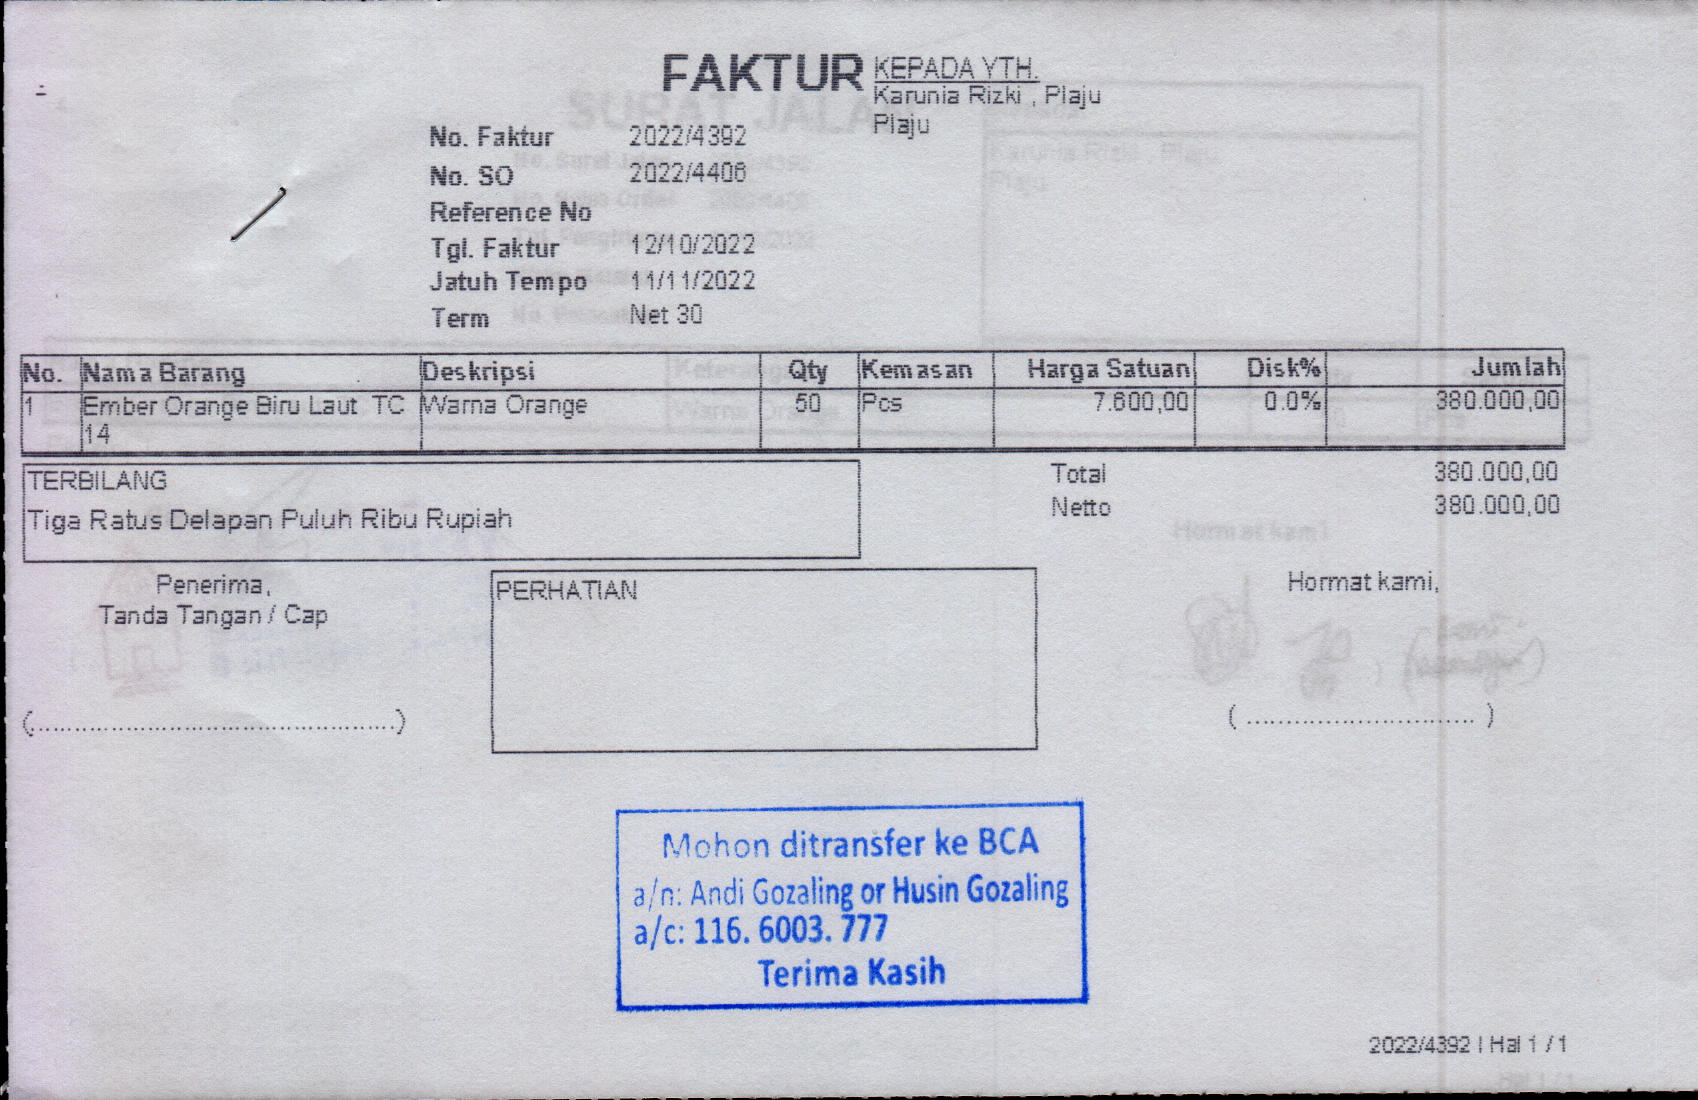 FAKTUR
KEPADA YTH.
Karunia Rizki , Plaju
Plaju
No. Faktur 2022/4392
No. SO 2022/4406
Reference No
Tgl. Faktur 12/10/2022
Jatuh Tempo 11/11/2022
Term Net 30
No. Nama Barang Deskripsi Qty Kemasan Harga Satuan Disk% Jumlah
1 Ember Orange Biru Laut TC Warna Orange 50 Pcs 7.600,00 0.0% 380.000,00
14
TERBILANG
Tiga Ratus Delapan Puluh Ribu Rupiah
Total 380.000,00
Netto 380.000,00
Penerima,
Tanda Tangan / Cap
(..........................................)
PERHATIAN
Hormat kami,
( ............................. )
Mohon ditransfer ke BCA
a/n: Andi Gozaling or Husin Gozaling
a/c: 116. 6003. 777
Terima Kasih
2022/4392 | Hal 1 / 1